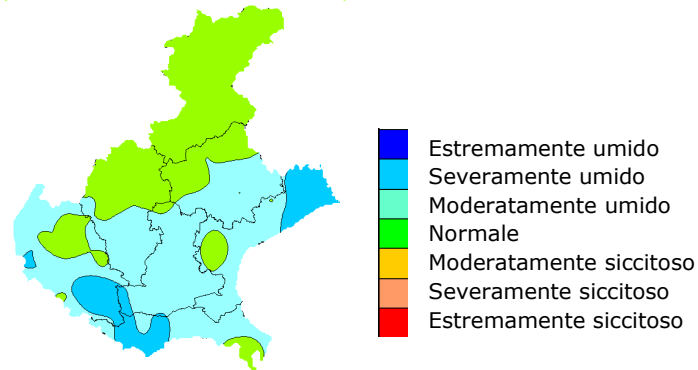 Estremamente umido
Severamente umido
Moderatamente umido
Normale
Moderatamente siccitoso
Severamente siccitoso
Estremamente siccitoso